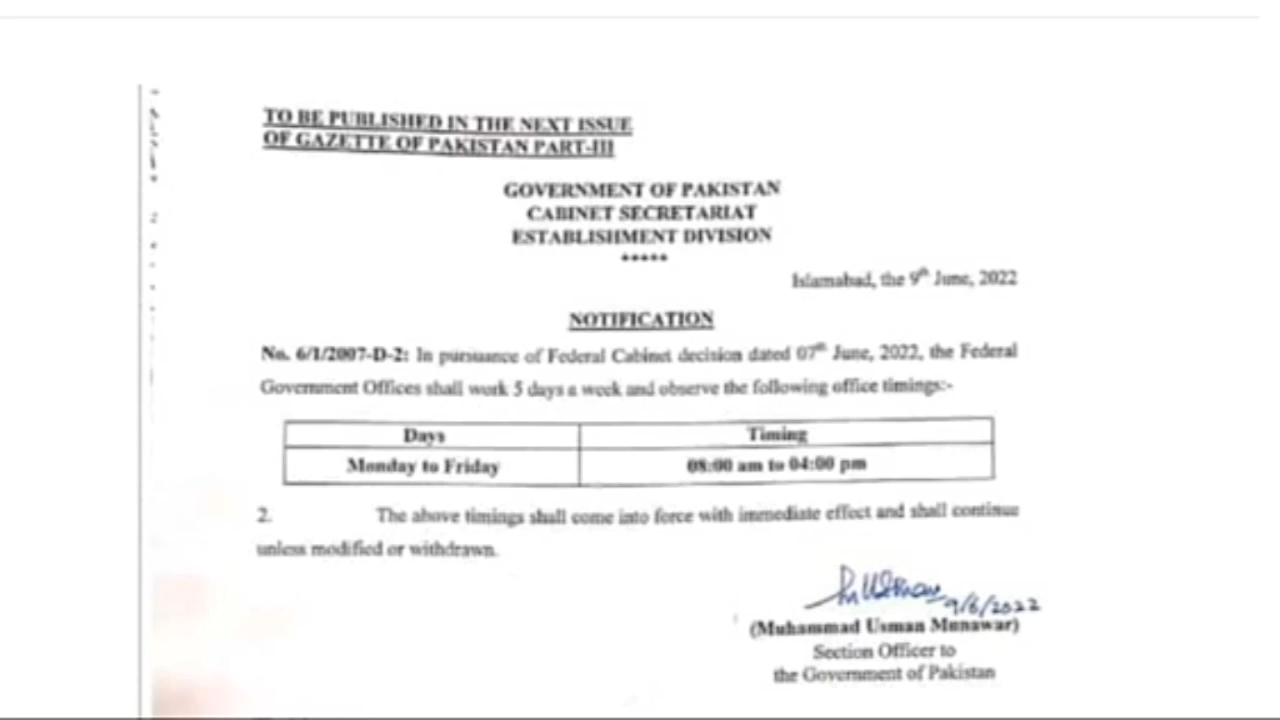 TO BE PUBLISHED IN THE NEXT ISSUE
OF GAZETTE OF PAKISTAN PART-III
GOVERNMENT OF PAKISTAN
CABINET SECRETARIAT
ESTABLISHMENT DIVISION
*****
Islamabad, the 9th June, 2022
NOTIFICATION
No. 6/1/2007-D-2: In pursuance of Federal Cabinet decision dated 07th June, 2022, the Federal
Government Offices shall work 5 days a week and observe the following office timings:-
Days Timing
Monday to Friday 08:00 am to 04:00 pm
2. The above timings shall come into force with immediate effect and shall continue
unless modified or withdrawn.
9/6/2022
(Muhammad Usman Munawar)
Section Officer to
the Government of Pakistan